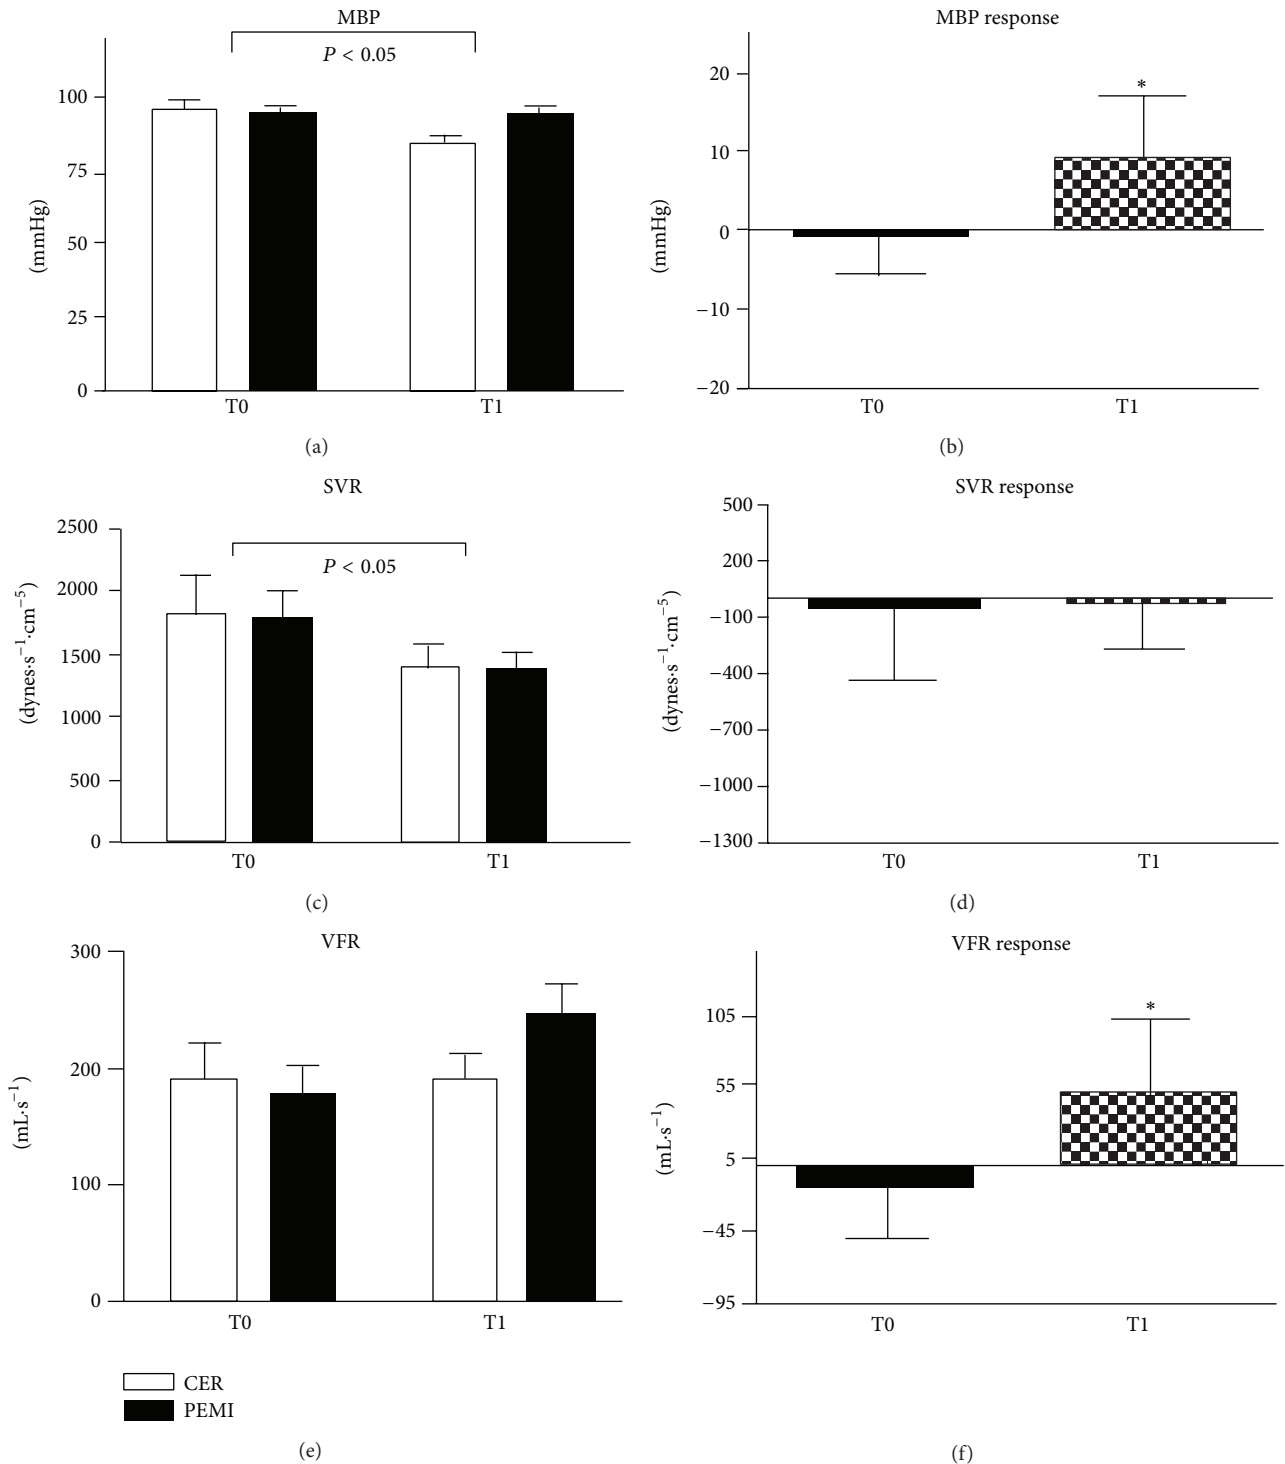 MBP
P < 0.05
100
75
50
25
0
(mmHg)
T0 T1
(a)
MBP response
20
10
0
−10
−20
(mmHg)
*
T0 T1
(b)
SVR
2500
2000
1500
1000
500
0
(dynes·s⁻¹·cm⁻⁵)
P < 0.05
T0 T1
(c)
SVR response
500
200
−100
−400
−700
−1000
−1300
(dynes·s⁻¹·cm⁻⁵)
T0 T1
(d)
VFR
300
200
100
0
(mL·s⁻¹)
T0 T1
CER
PEMI
(e)
VFR response
105
55
5
−45
−95
(mL·s⁻¹)
*
T0 T1
(f)